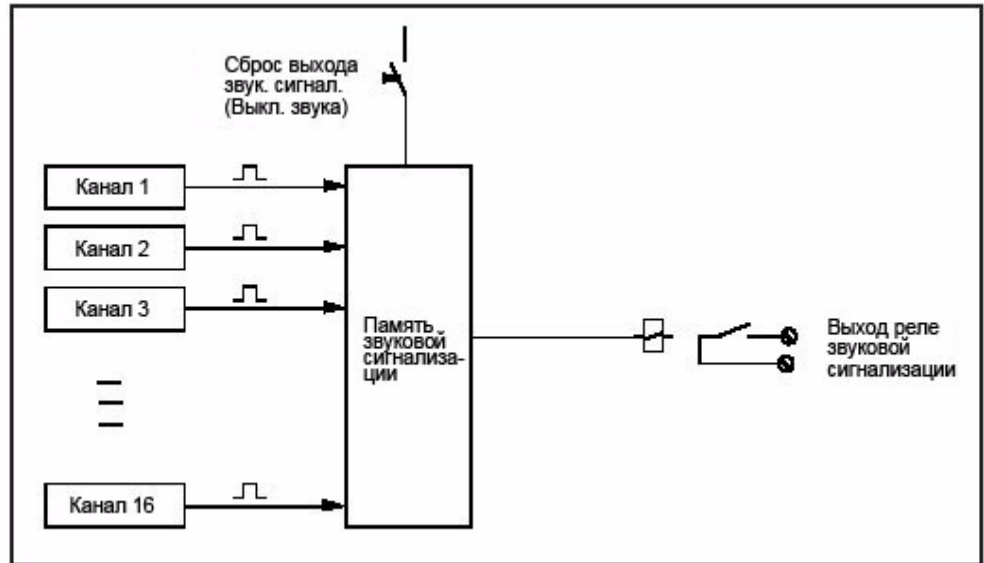 Сброс выхода
звук. сигнал.
(Выкл. звука)
Канал 1
Канал 2
Канал 3
Канал 16
Память
звуковой
сигнализа-
ции
Выход реле
звуковой
сигнализации